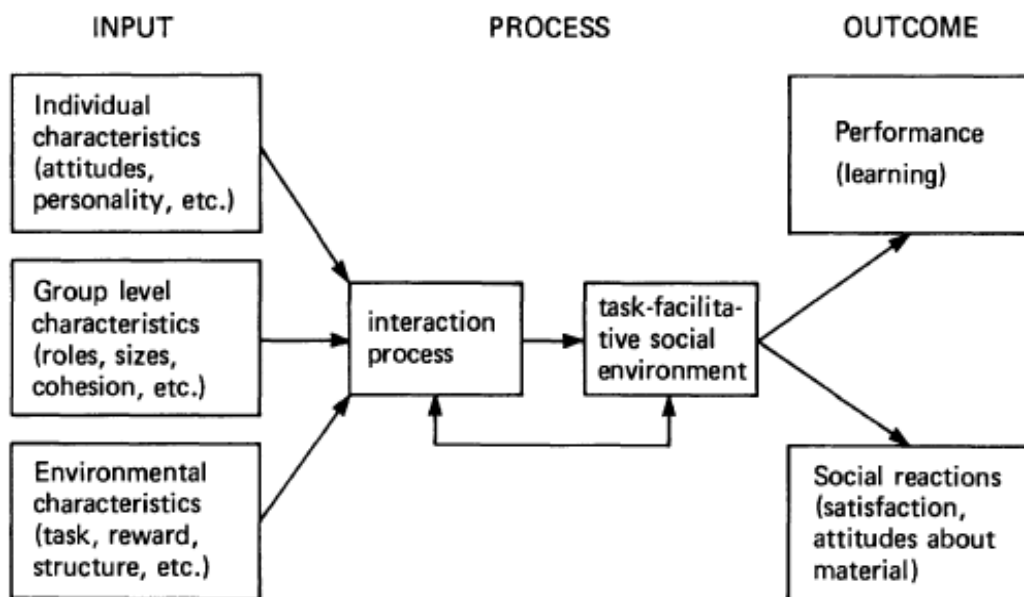 INPUT
PROCESS
OUTCOME
Individual
characteristics
(attitudes,
personality, etc.)
Group level
characteristics
(roles, sizes,
cohesion, etc.)
Environmental
characteristics
(task, reward,
structure, etc.)
interaction
process
task-facilita-
tive social
environment
Performance
(learning)
Social reactions
(satisfaction,
attitudes about
material)